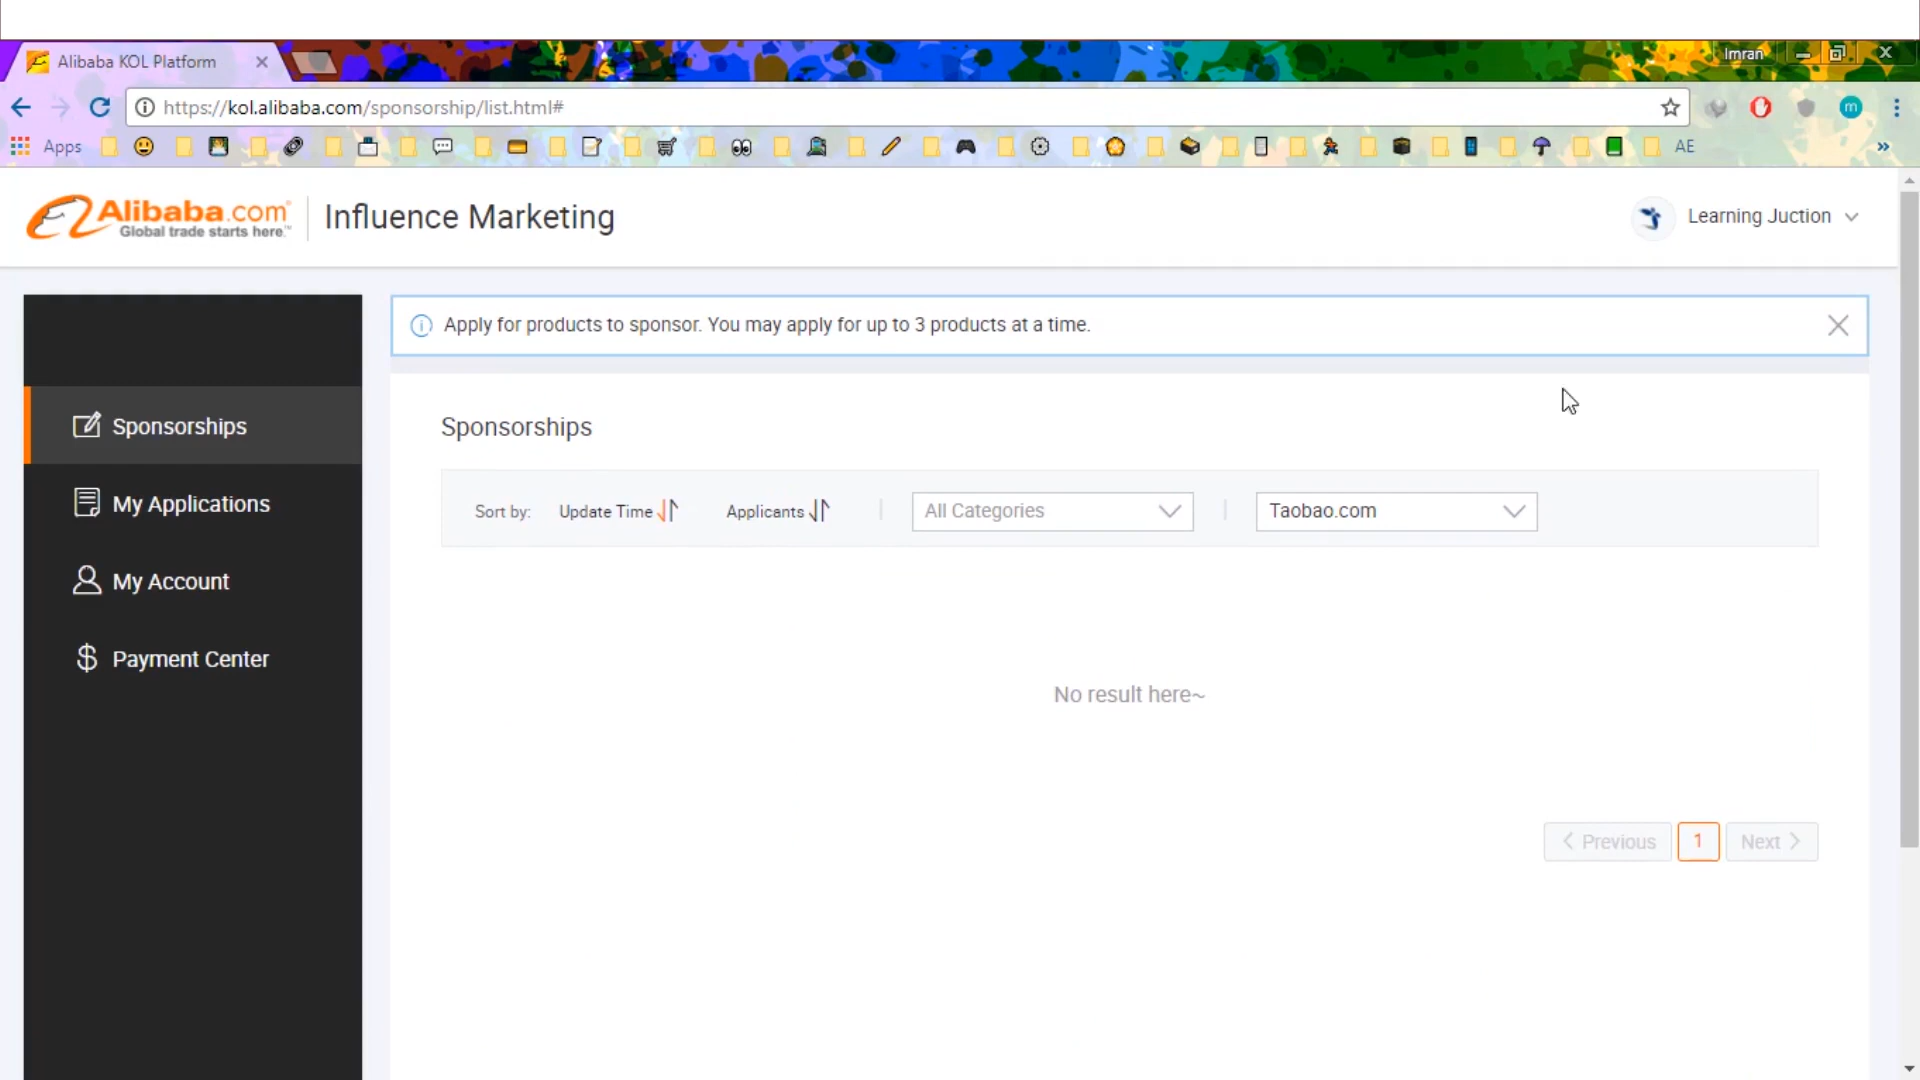 Alibaba KOL Platform
Imran
https://kol.alibaba.com/sponsorship/list.html#
m
Apps
AE
»
Alibaba.com
Global trade starts here.™
Influence Marketing
Learning Juction
Apply for products to sponsor. You may apply for up to 3 products at a time.
Sponsorships
My Applications
My Account
Payment Center
Sponsorships
Sort by: Update Time Applicants All Categories Taobao.com
No result here~
Previous 1 Next